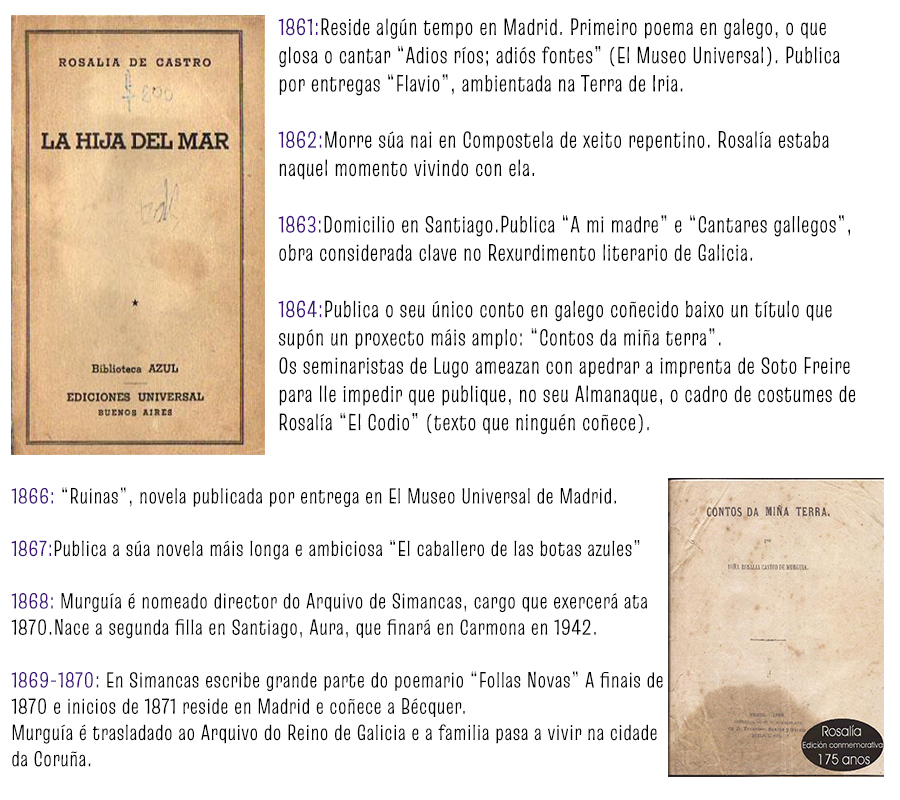 ROSALIA DE CASTRO
LA HIJA DEL MAR
Biblioteca AZUL
EDICIONES UNIVERSAL
BUENOS AIRES
1861:Reside algún tempo en Madrid. Primeiro poema en galego, o que
glosa o cantar “Adios ríos; adiós fontes” (El Museo Universal). Publica
por entregas “Flavio”, ambientada na Terra de Iria.
1862:Morre súa nai en Compostela de xeito repentino. Rosalía estaba
naquel momento vivindo con ela.
1863:Domicilio en Santiago.Publica “A mi madre” e “Cantares gallegos”,
obra considerada clave no Rexurdimento literario de Galicia.
1864:Publica o seu único conto en galego coñecido baixo un título que
supón un proxecto máis amplo: “Contos da miña terra”.
Os seminaristas de Lugo ameazan con apedrar a imprenta de Soto Freire
para lle impedir que publique, no seu Almanaque, o cadro de costumes de
Rosalía “El Codio” (texto que ninguén coñece).
1866: “Ruinas”, novela publicada por entrega en El Museo Universal de Madrid.
1867:Publica a súa novela máis longa e ambiciosa “El caballero de las botas azules”
1868: Murguía é nomeado director do Arquivo de Simancas, cargo que exercerá ata
1870.Nace a segunda filla en Santiago, Aura, que finará en Carmona en 1942.
1869-1870: En Simancas escribe grande parte do poemario “Follas Novas” A finais de
1870 e inicios de 1871 reside en Madrid e coñece a Bécquer.
Murguía é trasladado ao Arquivo do Reino de Galicia e a familia pasa a vivir na cidade
da Coruña.
CONTOS DA MIÑA TERRA.
POR
DOÑA ROSALIA CASTRO DE MURGUIA.
Rosalía
Edición conmemorativa
175 anos